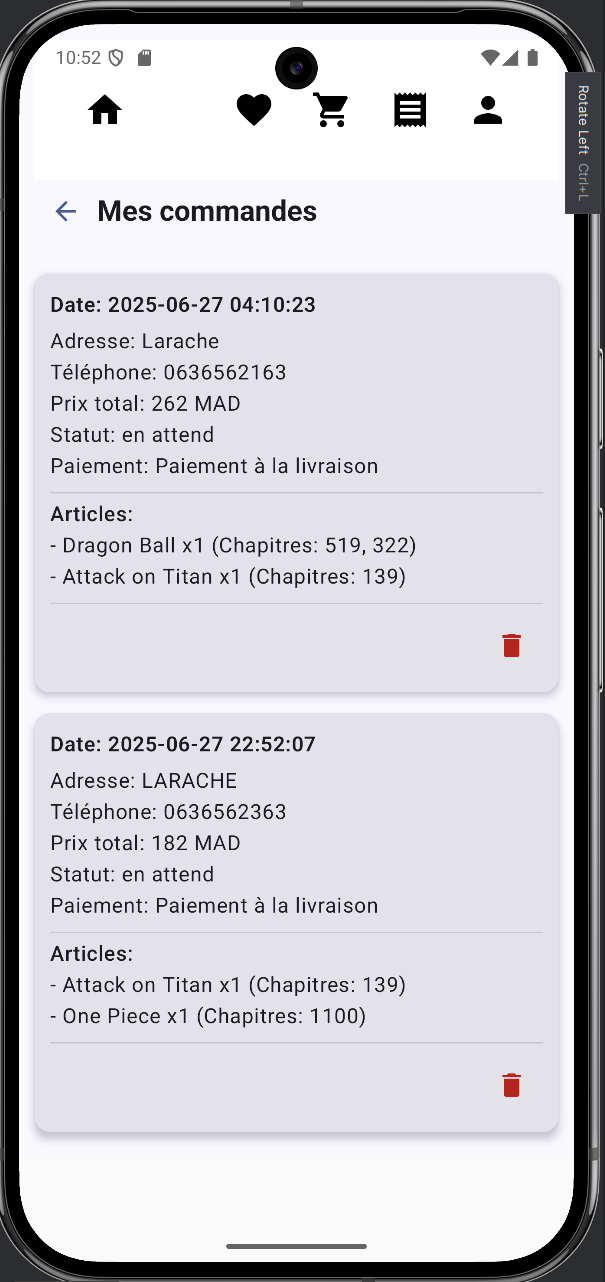 10:52
Rotate Left Ctrl+L
Mes commandes
Date: 2025-06-27 04:10:23
Adresse: Larache
Téléphone: 0636562163
Prix total: 262 MAD
Statut: en attend
Paiement: Paiement à la livraison
Articles:
- Dragon Ball x1 (Chapitres: 519, 322)
- Attack on Titan x1 (Chapitres: 139)
Date: 2025-06-27 22:52:07
Adresse: LARACHE
Téléphone: 0636562363
Prix total: 182 MAD
Statut: en attend
Paiement: Paiement à la livraison
Articles:
- Attack on Titan x1 (Chapitres: 139)
- One Piece x1 (Chapitres: 1100)